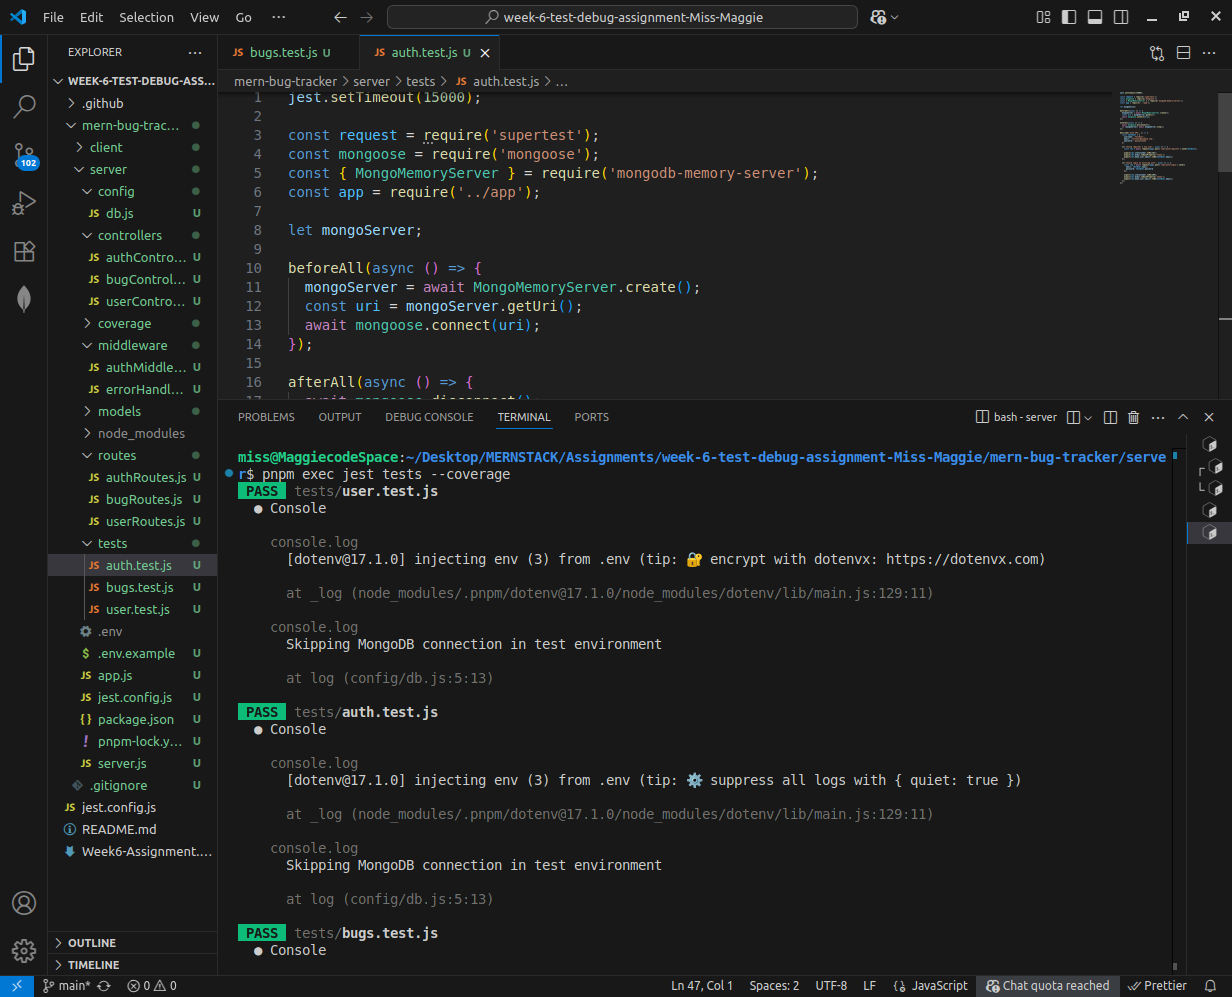 File Edit Selection View Go ··· week-6-test-debug-assignment-Miss-Maggie
EXPLORER ···
WEEK-6-TEST-DEBUG-ASS...
.github
mern-bug-trac...
client
server
config
JS db.js U
controllers
JS authContro... U
JS bugControl... U
JS userContro... U
coverage
middleware
JS authMiddle... U
JS errorHandl... U
models
node_modules
routes
JS authRoutes.js U
JS bugRoutes.js U
JS userRoutes.js U
tests
JS auth.test.js U
JS bugs.test.js U
JS user.test.js U
.env
$ .env.example U
JS app.js U
JS jest.config.js U
{} package.json U
! pnpm-lock.y... U
JS server.js U
.gitignore U
JS jest.config.js
README.md
Week6-Assignment....
OUTLINE
TIMELINE
102
JS bugs.test.js U
JS auth.test.js U
mern-bug-tracker > server > tests > JS auth.test.js > ...
1 jest.setTimeout(15000);
2
3 const request = require('supertest');
4 const mongoose = require('mongoose');
5 const { MongoMemoryServer } = require('mongodb-memory-server');
6 const app = require('../app');
7
8 let mongoServer;
9
10 beforeAll(async () => {
11 mongoServer = await MongoMemoryServer.create();
12 const uri = mongoServer.getUri();
13 await mongoose.connect(uri);
14 });
15
16 afterAll(async () => {
17 await mongoose.disconnect();
PROBLEMS OUTPUT DEBUG CONSOLE TERMINAL PORTS bash - server
miss@MaggiecodeSpace:~/Desktop/MERNSTACK/Assignments/week-6-test-debug-assignment-Miss-Maggie/mern-bug-tracker/serve
r$ pnpm exec jest tests --coverage
PASS tests/user.test.js
● Console
console.log
[dotenv@17.1.0] injecting env (3) from .env (tip: 🔐 encrypt with dotenvx: https://dotenvx.com)
at _log (node_modules/.pnpm/dotenv@17.1.0/node_modules/dotenv/lib/main.js:129:11)
console.log
Skipping MongoDB connection in test environment
at log (config/db.js:5:13)
PASS tests/auth.test.js
● Console
console.log
[dotenv@17.1.0] injecting env (3) from .env (tip: ⚙️ suppress all logs with { quiet: true })
at _log (node_modules/.pnpm/dotenv@17.1.0/node_modules/dotenv/lib/main.js:129:11)
console.log
Skipping MongoDB connection in test environment
at log (config/db.js:5:13)
PASS tests/bugs.test.js
● Console
main* 0 0 Ln 47, Col 1 Spaces: 2 UTF-8 LF {} JavaScript Chat quota reached Prettier